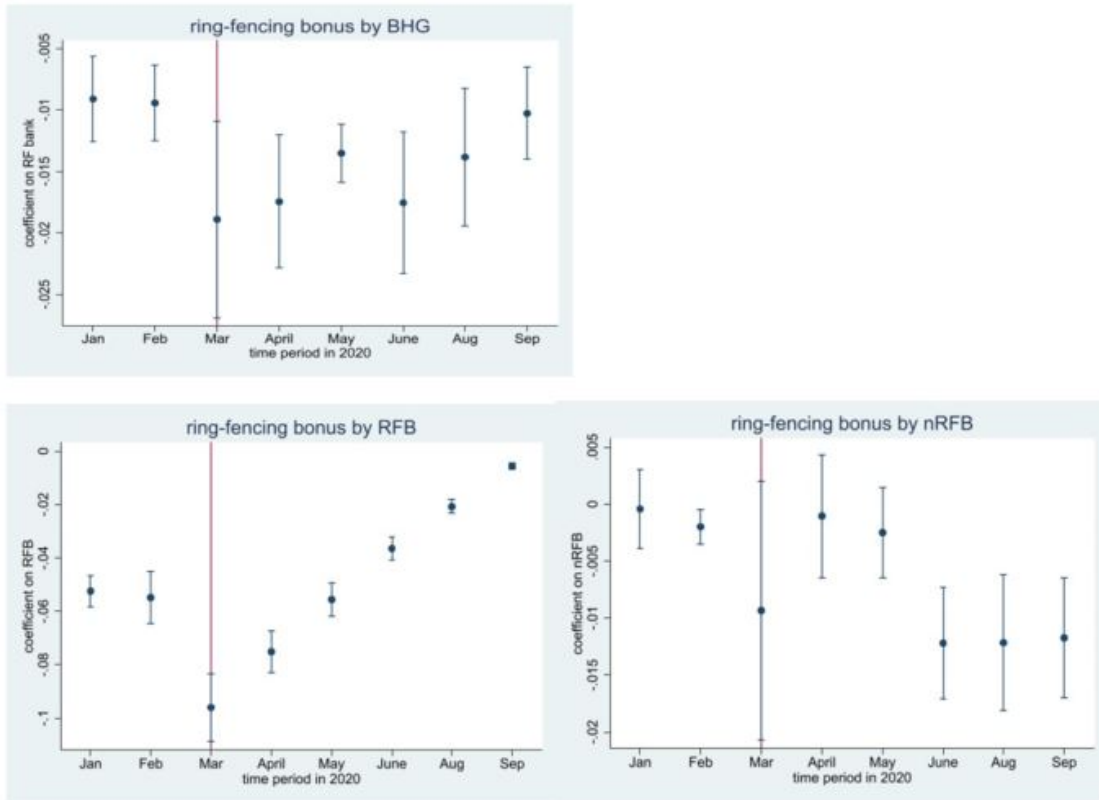 ring-fencing bonus by BHG
coefficient on RF bank
-.005
-.01
-.015
-.02
-.025
Jan Feb Mar April May June Aug Sep
time period in 2020
ring-fencing bonus by RFB
coefficient on RFB
0
-.02
-.04
-.06
-.08
-.1
Jan Feb Mar April May June Aug Sep
time period in 2020
ring-fencing bonus by nRFB
coefficient on nRFB
.005
0
-.005
-.01
-.015
-.02
Jan Feb Mar April May June Aug Sep
time period in 2020